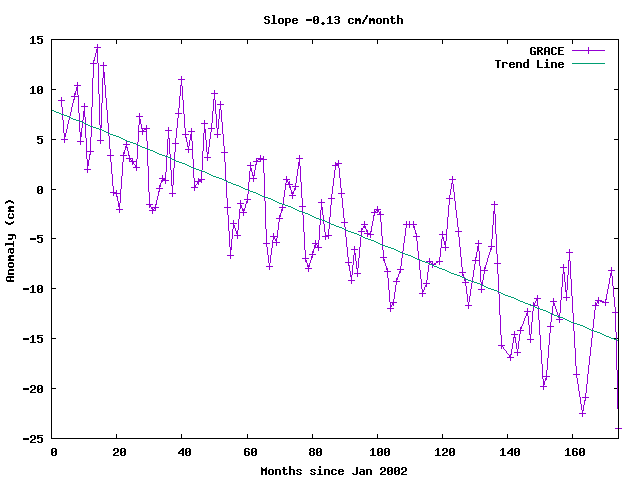 Slope -0.13 cm/month
GRACE
Trend Line
15
10
5
0
-5
-10
-15
-20
-25
Anomaly (cm)
0 20 40 60 80 100 120 140 160
Months since Jan 2002